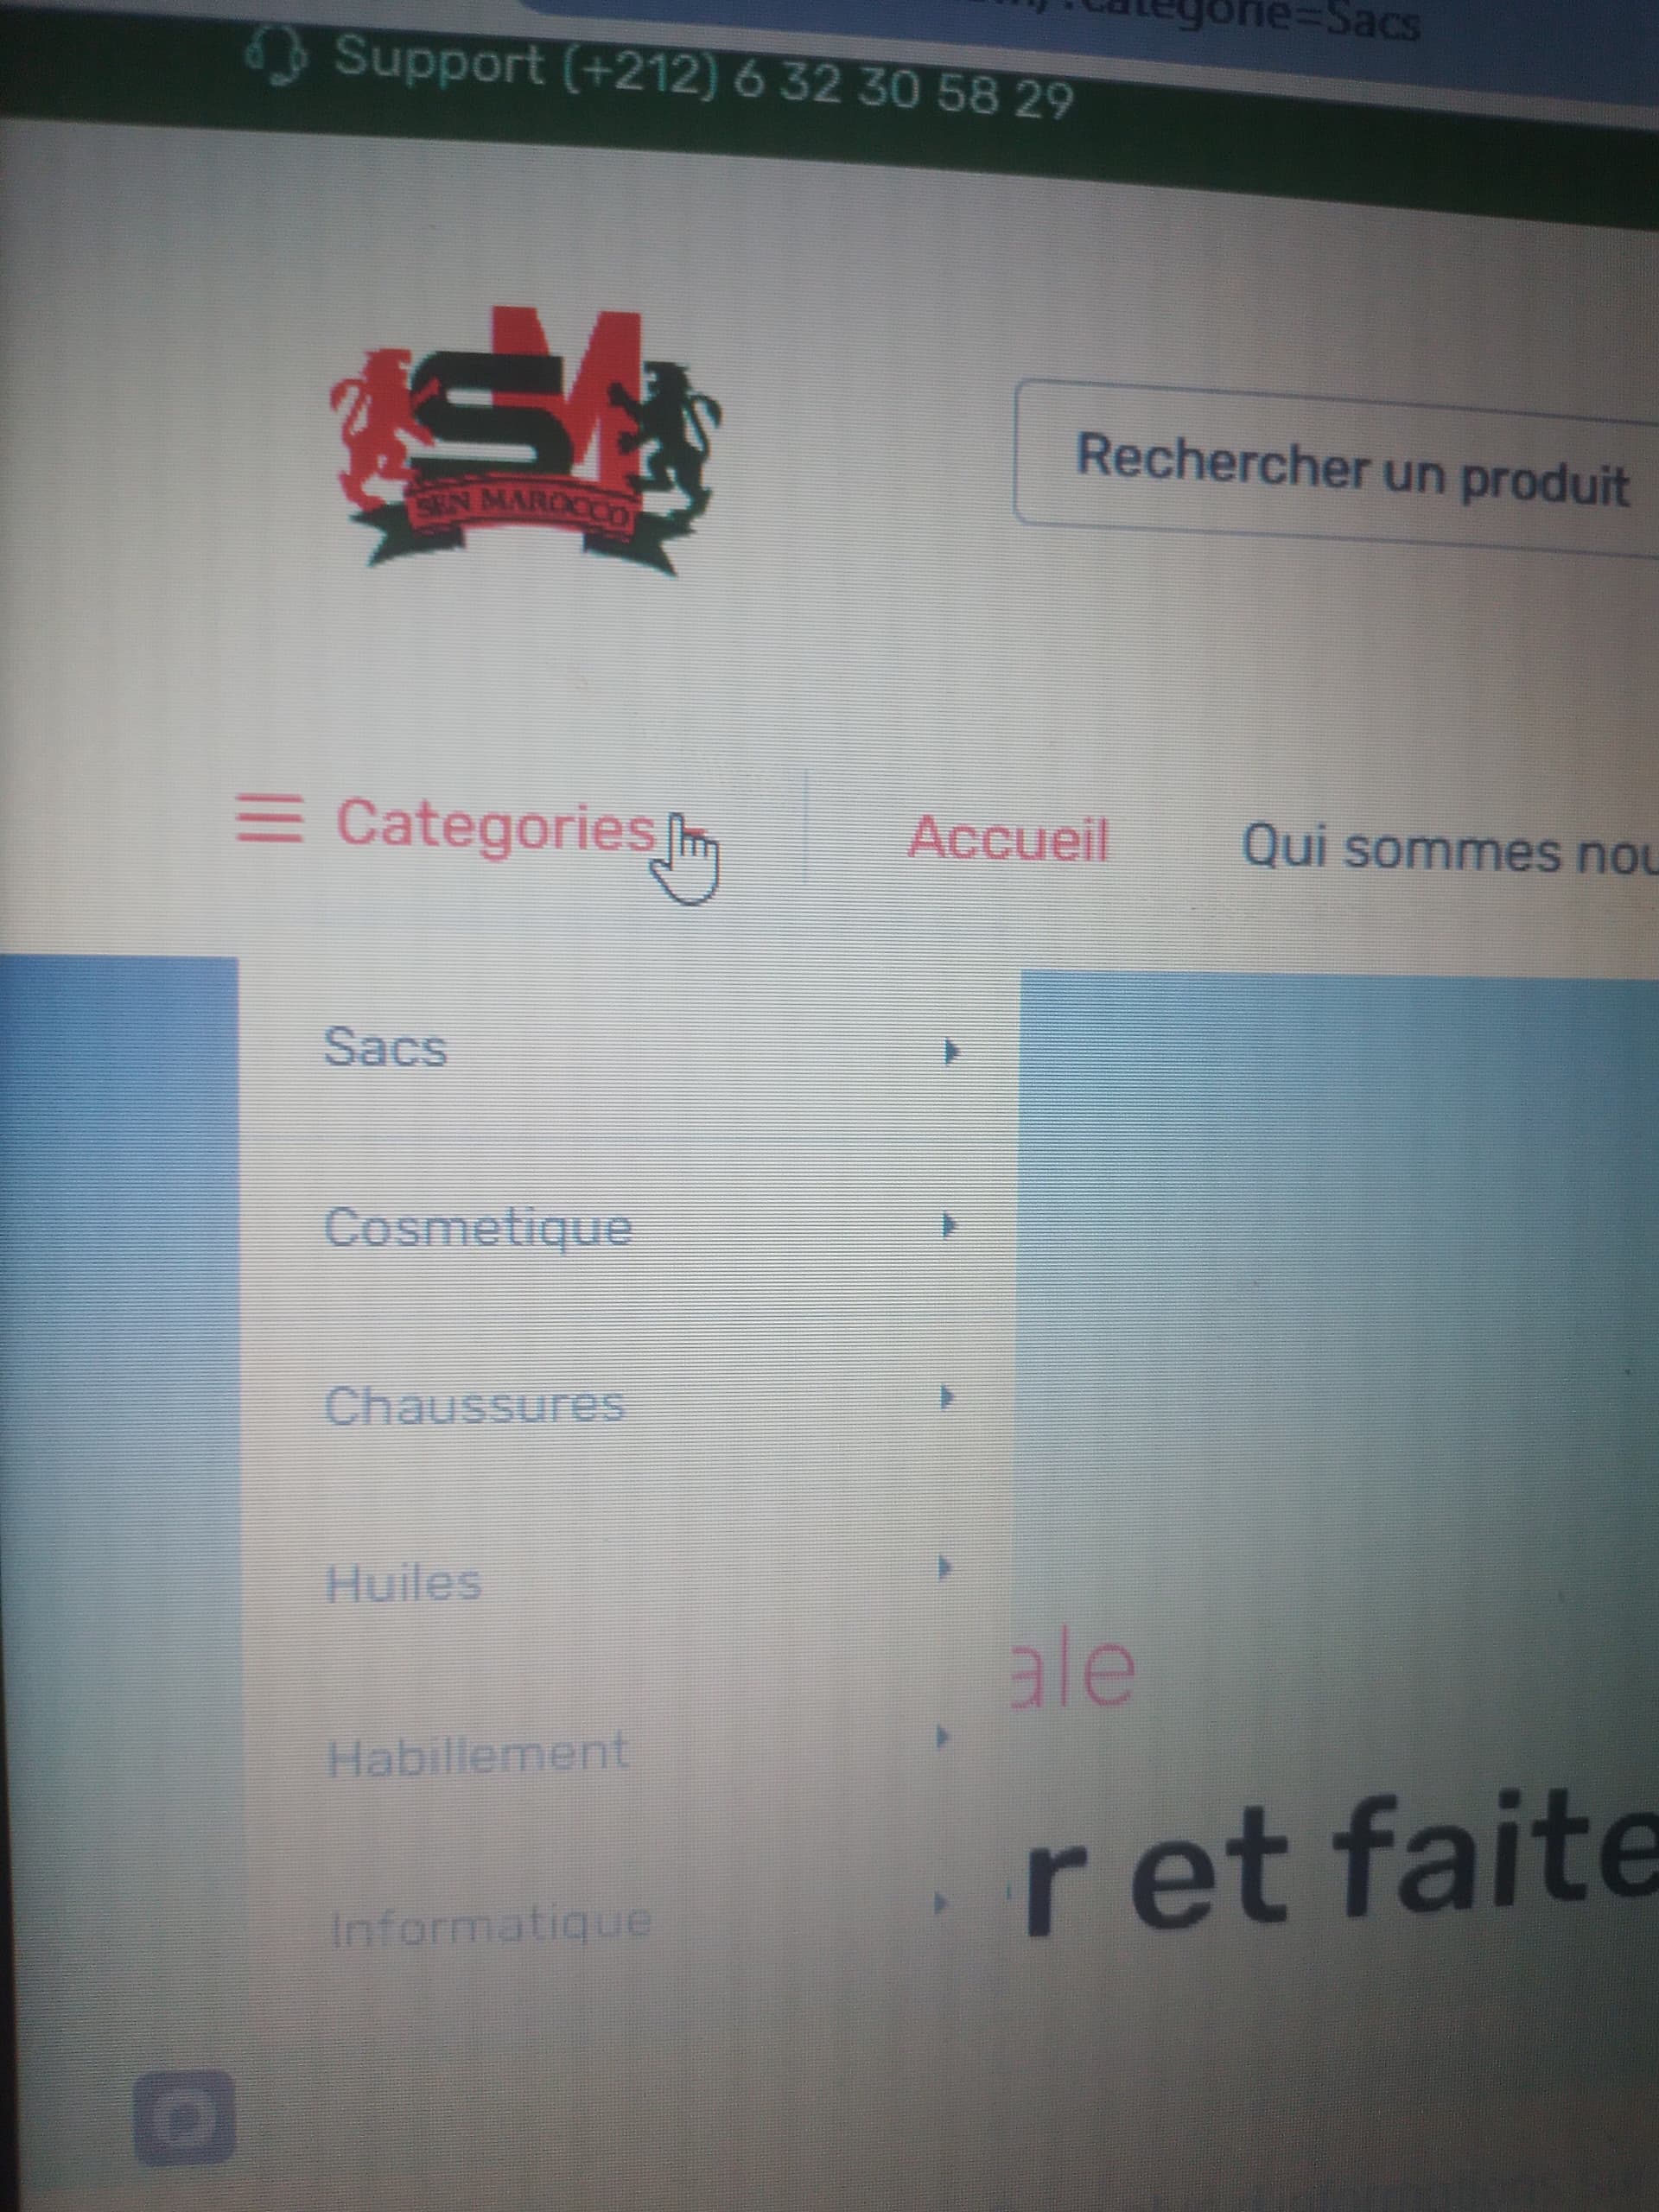 categorie=Sacs
Support (+212) 6 32 30 58 29
SM
SEN MAROCCO
Rechercher un produit
Categories
Accueil
Qui sommes nou
Sacs
Cosmetique
Chaussures
Huiles
Habillement
Informatique
ale
r et faite